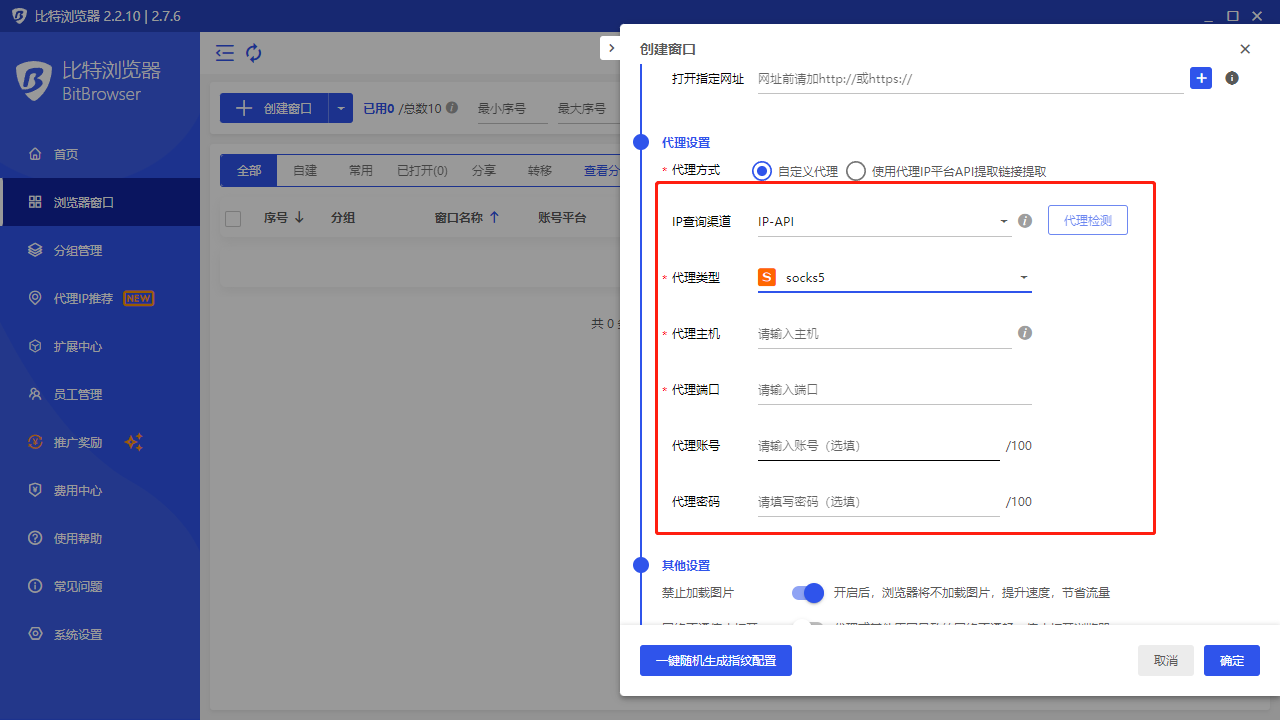 比特浏览器 2.2.10 | 2.7.6
比特浏览器
BitBrowser
首页
浏览器窗口
分组管理
代理IP推荐 NEW
扩展中心
员工管理
推广奖励
费用中心
使用帮助
常见问题
系统设置
创建窗口 已用0 /总数10 最小序号 最大序号
全部 自建 常用 已打开(0) 分享 转移 查看分
序号 分组 窗口名称 账号平台
共 0
创建窗口
打开指定网址 网址前请加http://或https://
代理设置
* 代理方式 自定义代理 使用代理IP平台API提取链接提取
IP查询渠道 IP-API 代理检测
* 代理类型 S socks5
* 代理主机 请输入主机
* 代理端口 请输入端口
代理账号 请输入账号（选填） /100
代理密码 请填写密码（选填） /100
其他设置
禁止加载图片 开启后，浏览器将不加载图片，提升速度，节省流量
一键随机生成指纹配置 取消 确定